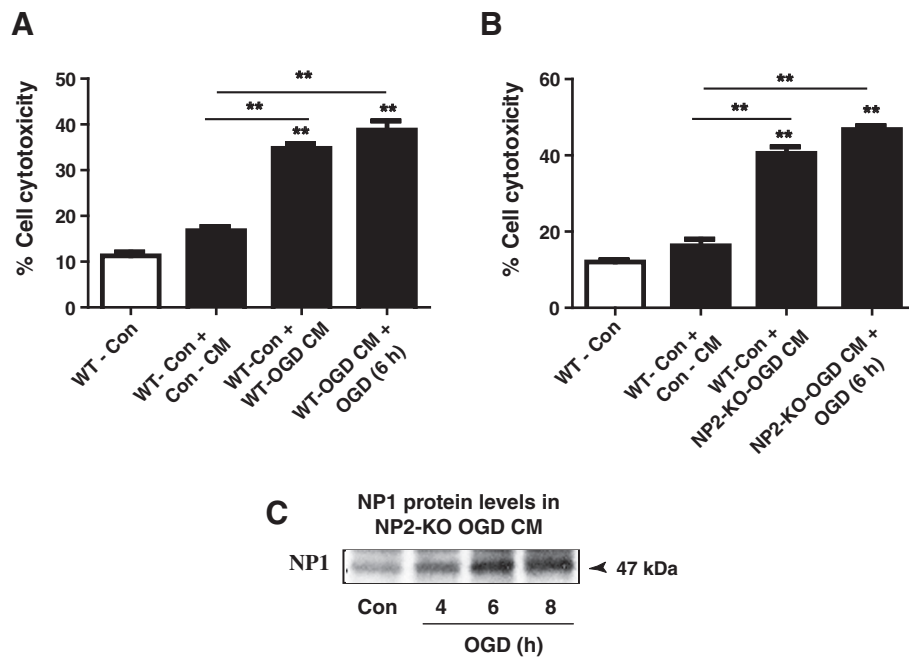 A
% Cell cytotoxicity
50
40
30
20
10
0
**
**
**
**
WT - Con
WT- Con +
Con - CM
WT-Con +
WT-OGD CM
WT-OGD CM +
OGD (6 h)
B
% Cell cytotoxicity
60
40
20
0
**
**
**
**
WT - Con
WT- Con +
Con - CM
WT-Con +
NP2-KO-OGD CM
NP2-KO-OGD CM +
OGD (6 h)
C
NP1 protein levels in
NP2-KO OGD CM
NP1
47 kDa
Con 4 6 8
OGD (h)